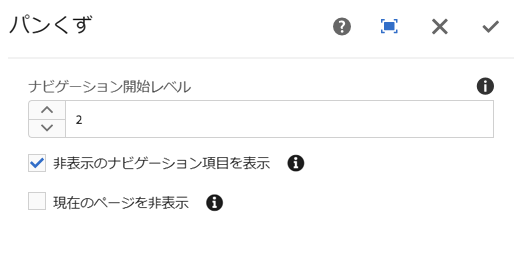 パンくず
ナビゲーション開始レベル
2
非表示のナビゲーション項目を表示
現在のページを非表示